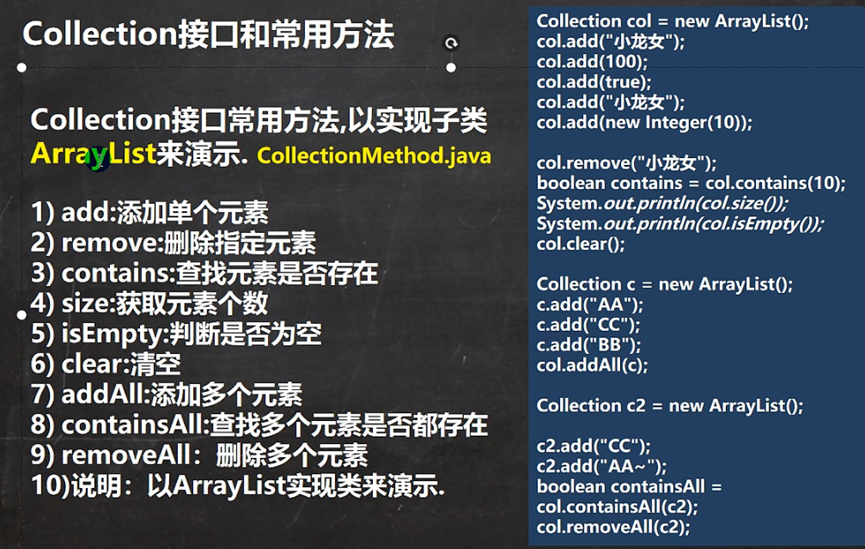 Collection接口和常用方法
Collection接口常用方法,以实现子类
ArrayList来演示. CollectionMethod.java
1) add:添加单个元素
2) remove:删除指定元素
3) contains:查找元素是否存在
4) size:获取元素个数
5) isEmpty:判断是否为空
6) clear:清空
7) addAll:添加多个元素
8) containsAll:查找多个元素是否都存在
9) removeAll：删除多个元素
10)说明：以ArrayList实现类来演示.
Collection col = new ArrayList();
col.add("小龙女");
col.add(100);
col.add(true);
col.add("小龙女");
col.add(new Integer(10));
col.remove("小龙女");
boolean contains = col.contains(10);
System.out.println(col.size());
System.out.println(col.isEmpty());
col.clear();
Collection c = new ArrayList();
c.add("AA");
c.add("CC");
c.add("BB");
col.addAll(c);
Collection c2 = new ArrayList();
c2.add("CC");
c2.add("AA~");
boolean containsAll =
col.containsAll(c2);
col.removeAll(c2);